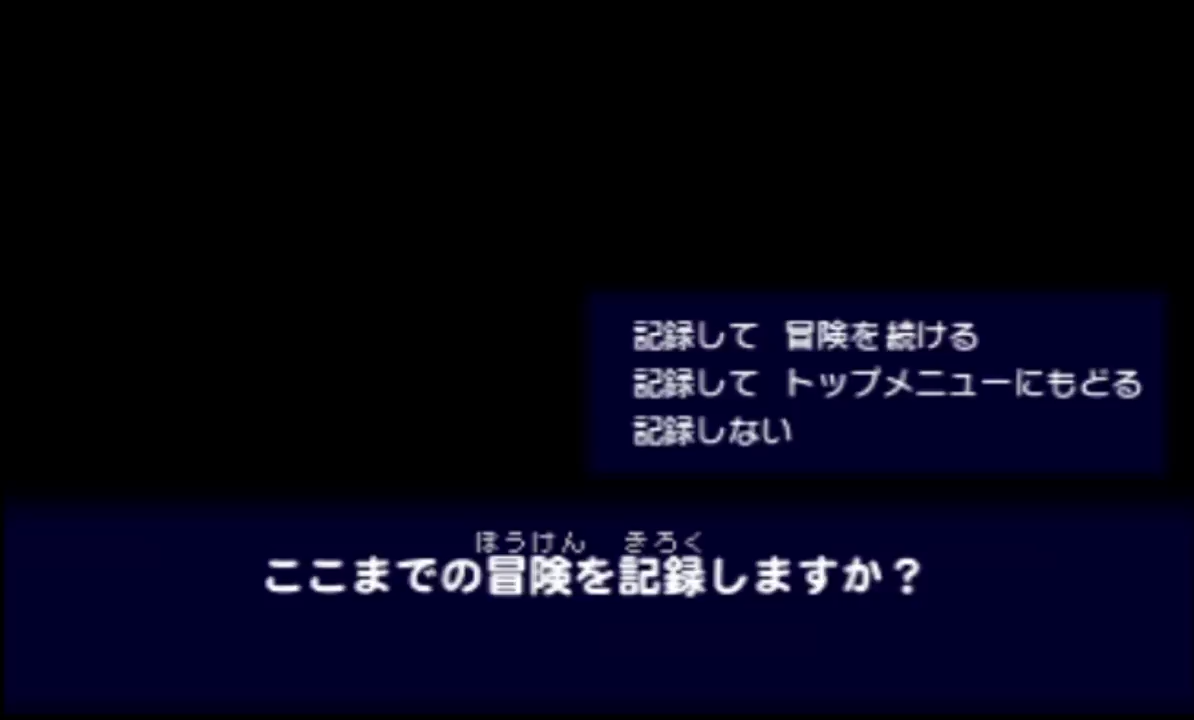 記録して 冒険を続ける
記録して トップメニューにもどる
記録しない
ぼうけん きろく
ここまでの冒険を記録しますか？